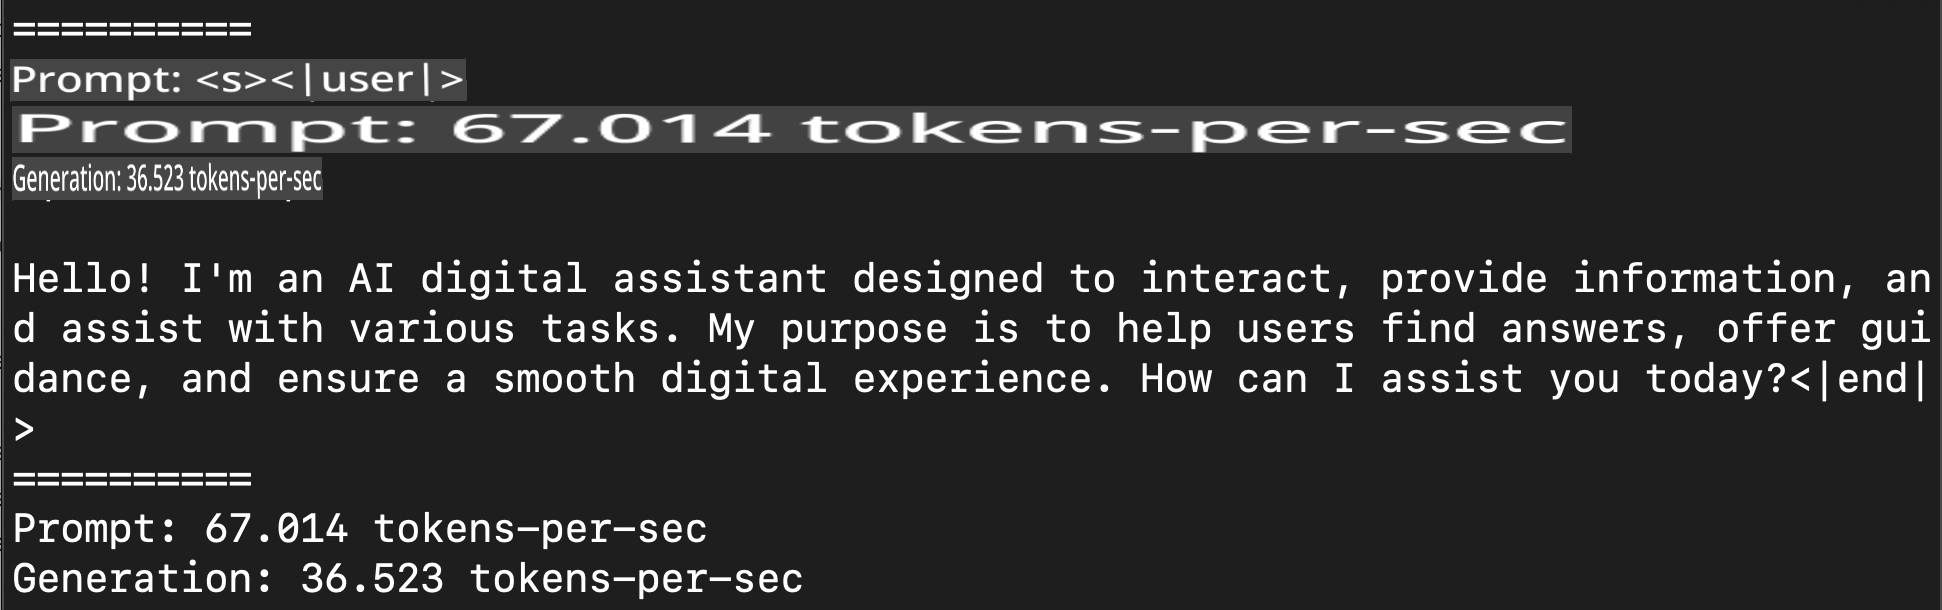 ==========
Prompt: <s><|user|>
Prompt: 67.014 tokens-per-sec
Generation: 36.523 tokens-per-sec
Hello! I'm an AI digital assistant designed to interact, provide information, an
d assist with various tasks. My purpose is to help users find answers, offer gui
dance, and ensure a smooth digital experience. How can I assist you today?<|end|
>
==========
Prompt: 67.014 tokens-per-sec
Generation: 36.523 tokens-per-sec